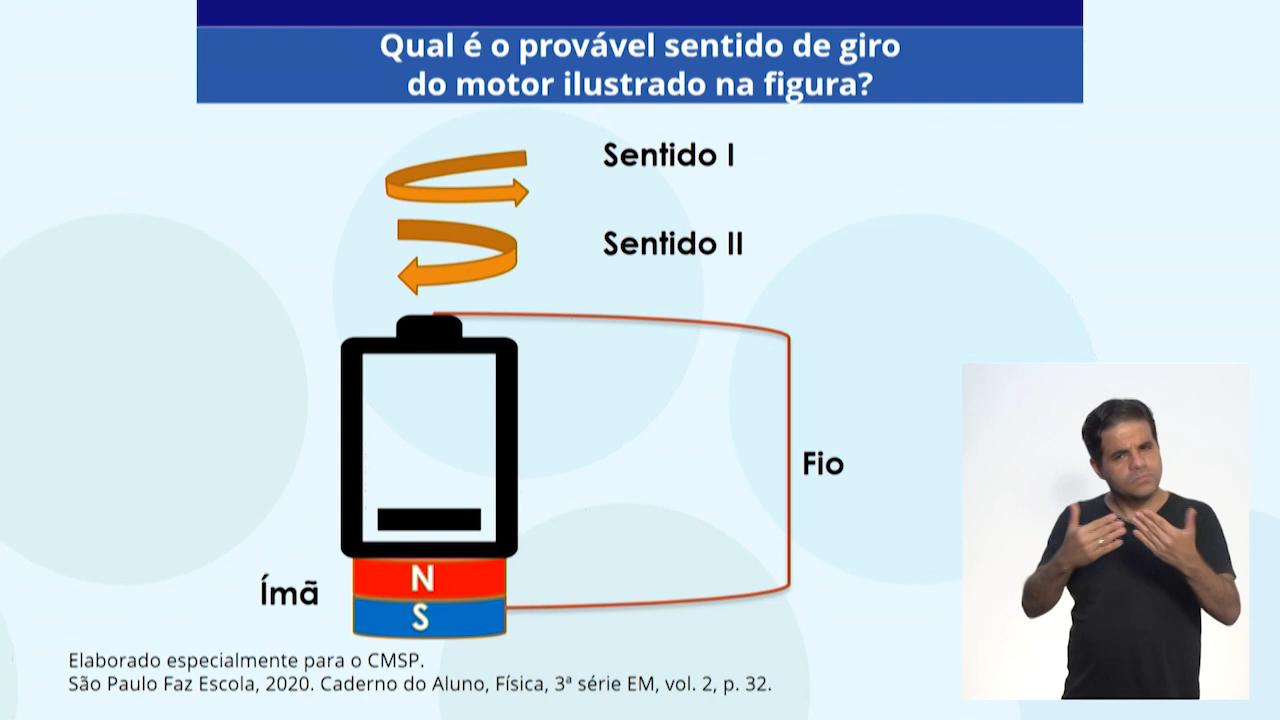 Qual é o provável sentido de giro
do motor ilustrado na figura?
Sentido I
Sentido II
Fio
Ímã
N
S
Elaborado especialmente para o CMSP.
São Paulo Faz Escola, 2020. Caderno do Aluno, Física, 3ª série EM, vol. 2, p. 32.